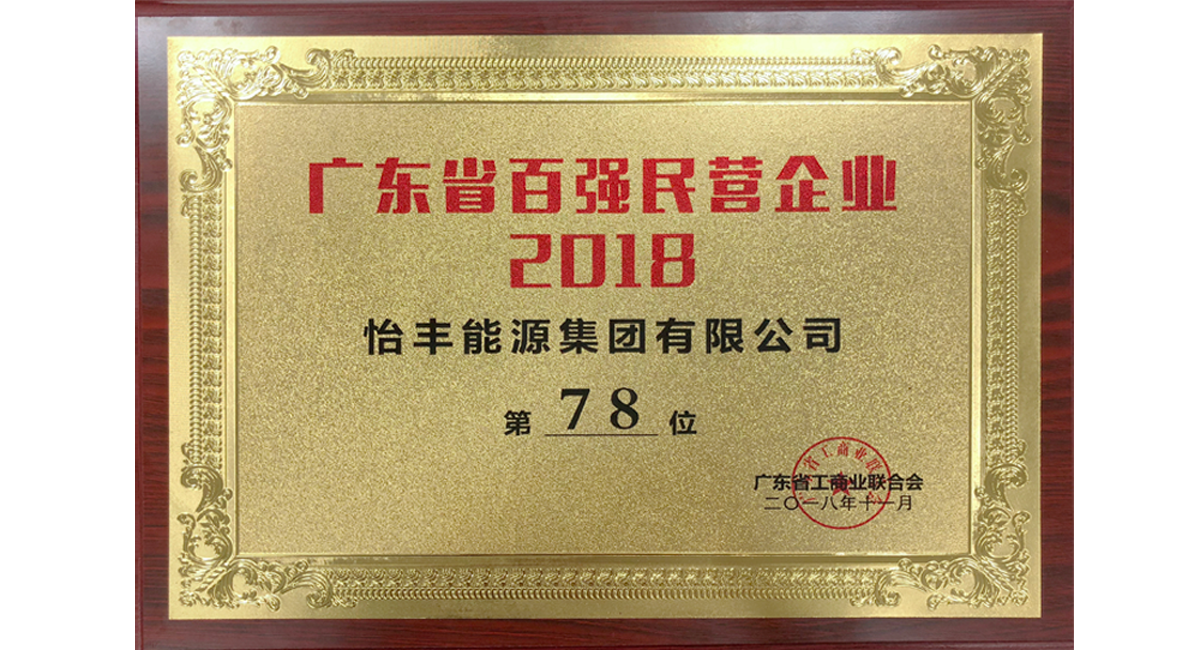 广东省百强民营企业
2018
怡丰能源集团有限公司
第 78 位
广东省工商业联合会
二〇一八年十一月